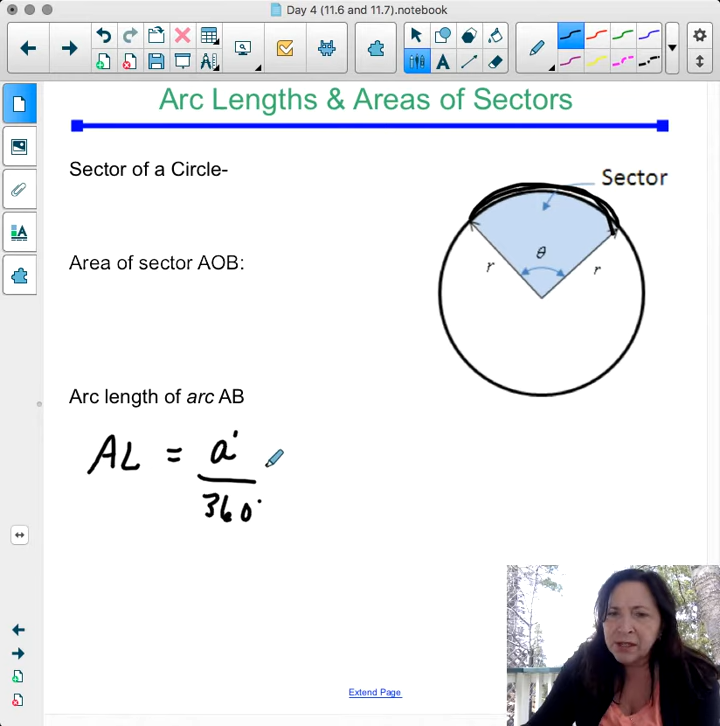 Day 4 (11.6 and 11.7).notebook
Arc Lengths & Areas of Sectors
Sector of a Circle-
Sector
θ
r
r
Area of sector AOB:
Arc length of arc AB
AL = a°
360°
Extend Page